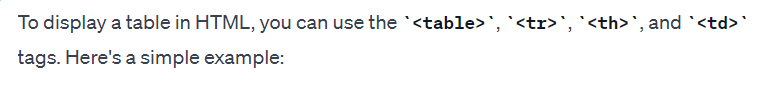 To display a table in HTML, you can use the `<table>`, `<tr>`, `<th>`, and `<td>`
tags. Here's a simple example: